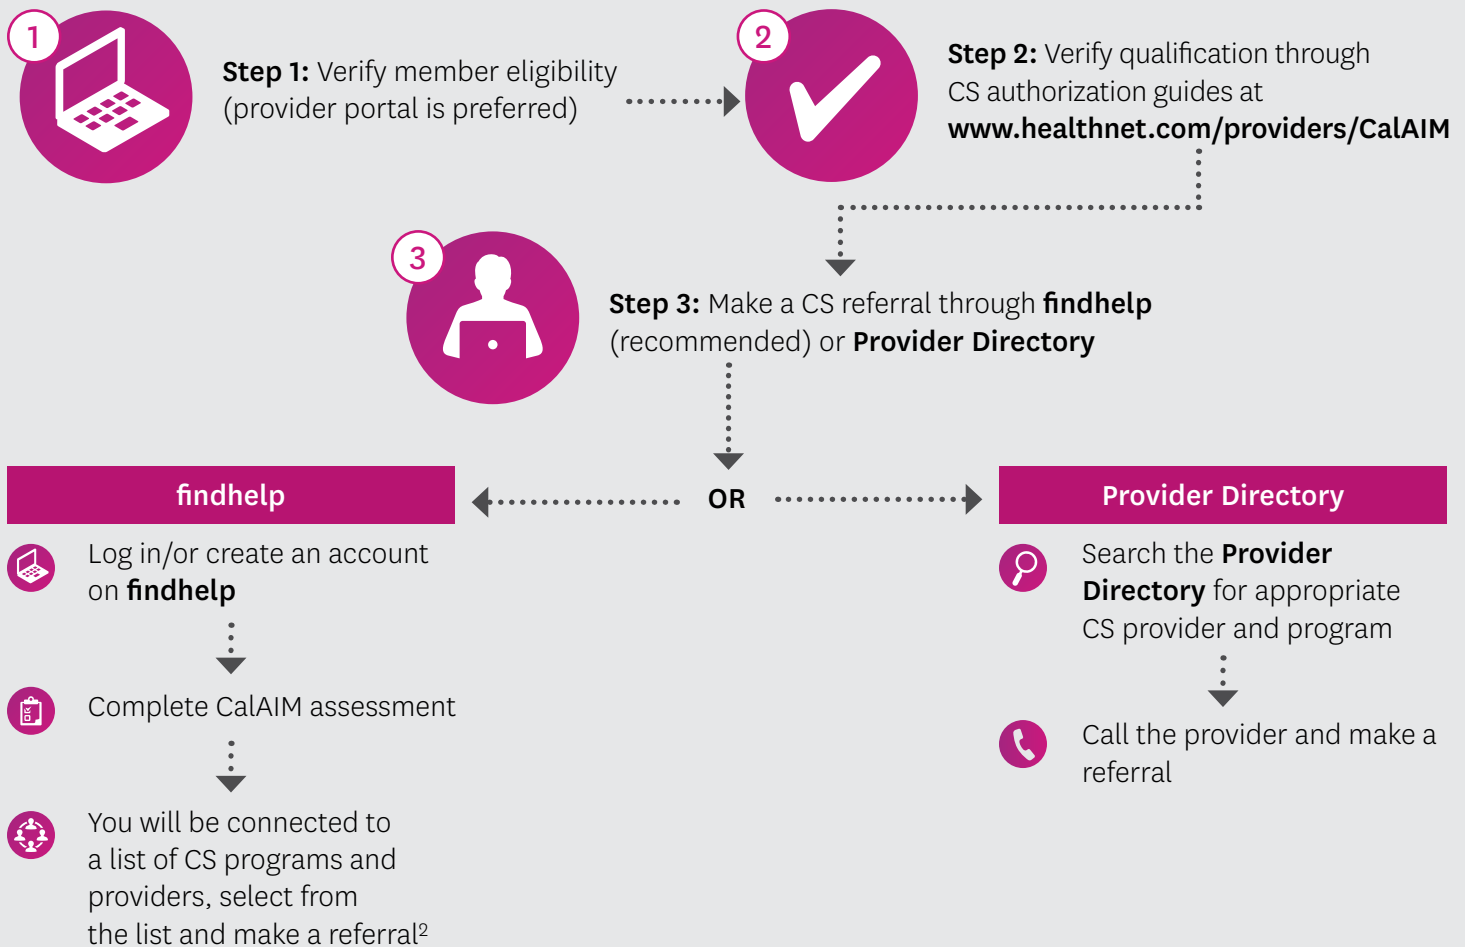 1
Step 1: Verify member eligibility
(provider portal is preferred)
2
Step 2: Verify qualification through
CS authorization guides at
www.healthnet.com/providers/CalAIM
3
Step 3: Make a CS referral through findhelp
(recommended) or Provider Directory
OR
findhelp
Log in/or create an account
on findhelp
Complete CalAIM assessment
You will be connected to
a list of CS programs and
providers, select from
the list and make a referral²
Provider Directory
Search the Provider
Directory for appropriate
CS provider and program
Call the provider and make a
referral